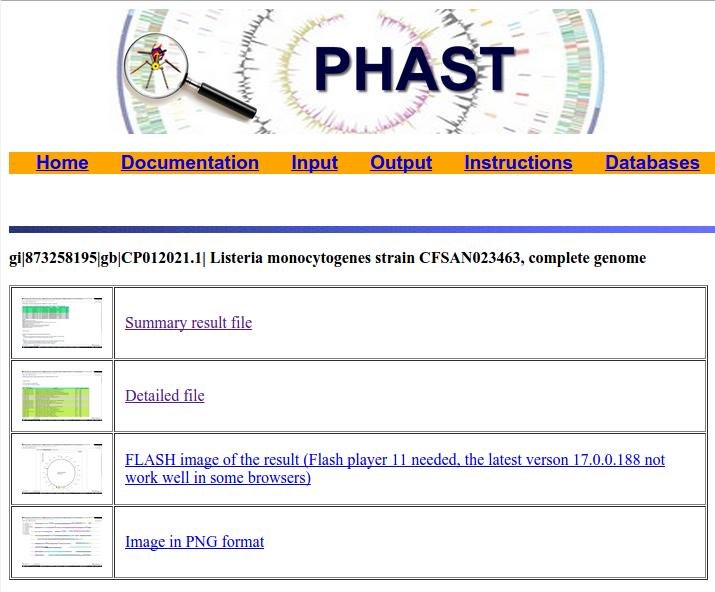 PHAST
Home Documentation Input Output Instructions Databases
gi|873258195|gb|CP012021.1| Listeria monocytogenes strain CFSAN023463, complete genome
Summary result file
Detailed file
FLASH image of the result (Flash player 11 needed, the latest verson 17.0.0.188 not
work well in some browsers)
Image in PNG format